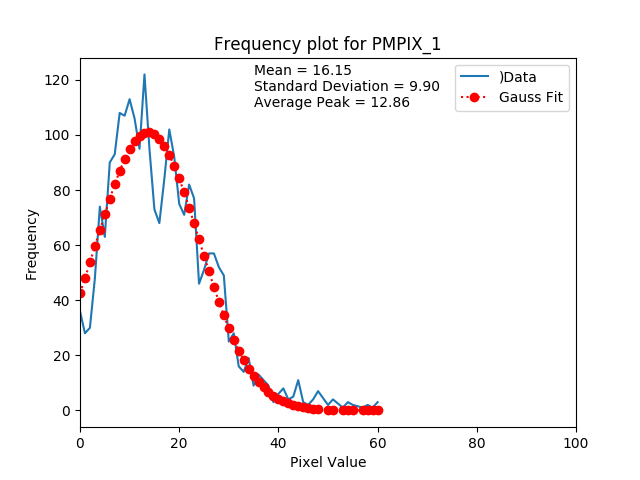 Frequency plot for PMPIX_1
Mean = 16.15
Standard Deviation = 9.90
Average Peak = 12.86
)Data
Gauss Fit
120
100
80
60
40
20
0
Frequency
0 20 40 60 80 100
Pixel Value